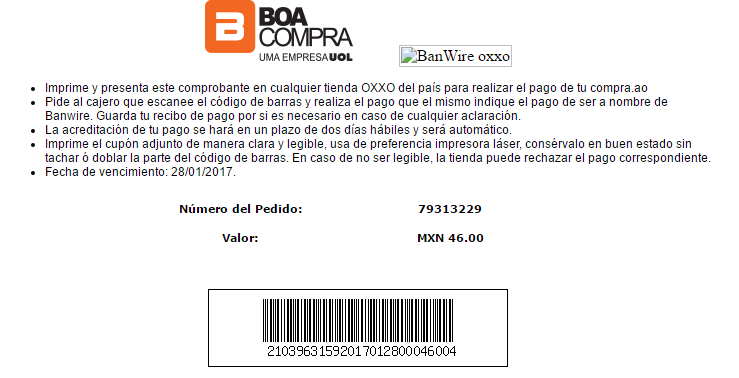 BOA
COMPRA
UMA EMPRESA UOL
BanWire oxxo
Imprime y presenta este comprobante en cualquier tienda OXXO del país para realizar el pago de tu compra.ao
Pide al cajero que escanee el código de barras y realiza el pago que el mismo indique el pago de ser a nombre de
Banwire. Guarda tu recibo de pago por si es necesario en caso de cualquier aclaración.
La acreditación de tu pago se hará en un plazo de dos días hábiles y será automático.
Imprime el cupón adjunto de manera clara y legible, usa de preferencia impresora láser, consérvalo en buen estado sin
tachar ó doblar la parte del código de barras. En caso de no ser legible, la tienda puede rechazar el pago correspondiente.
Fecha de vencimiento: 28/01/2017.
Número del Pedido: 79313229
Valor: MXN 46.00
21039631592017012800046004